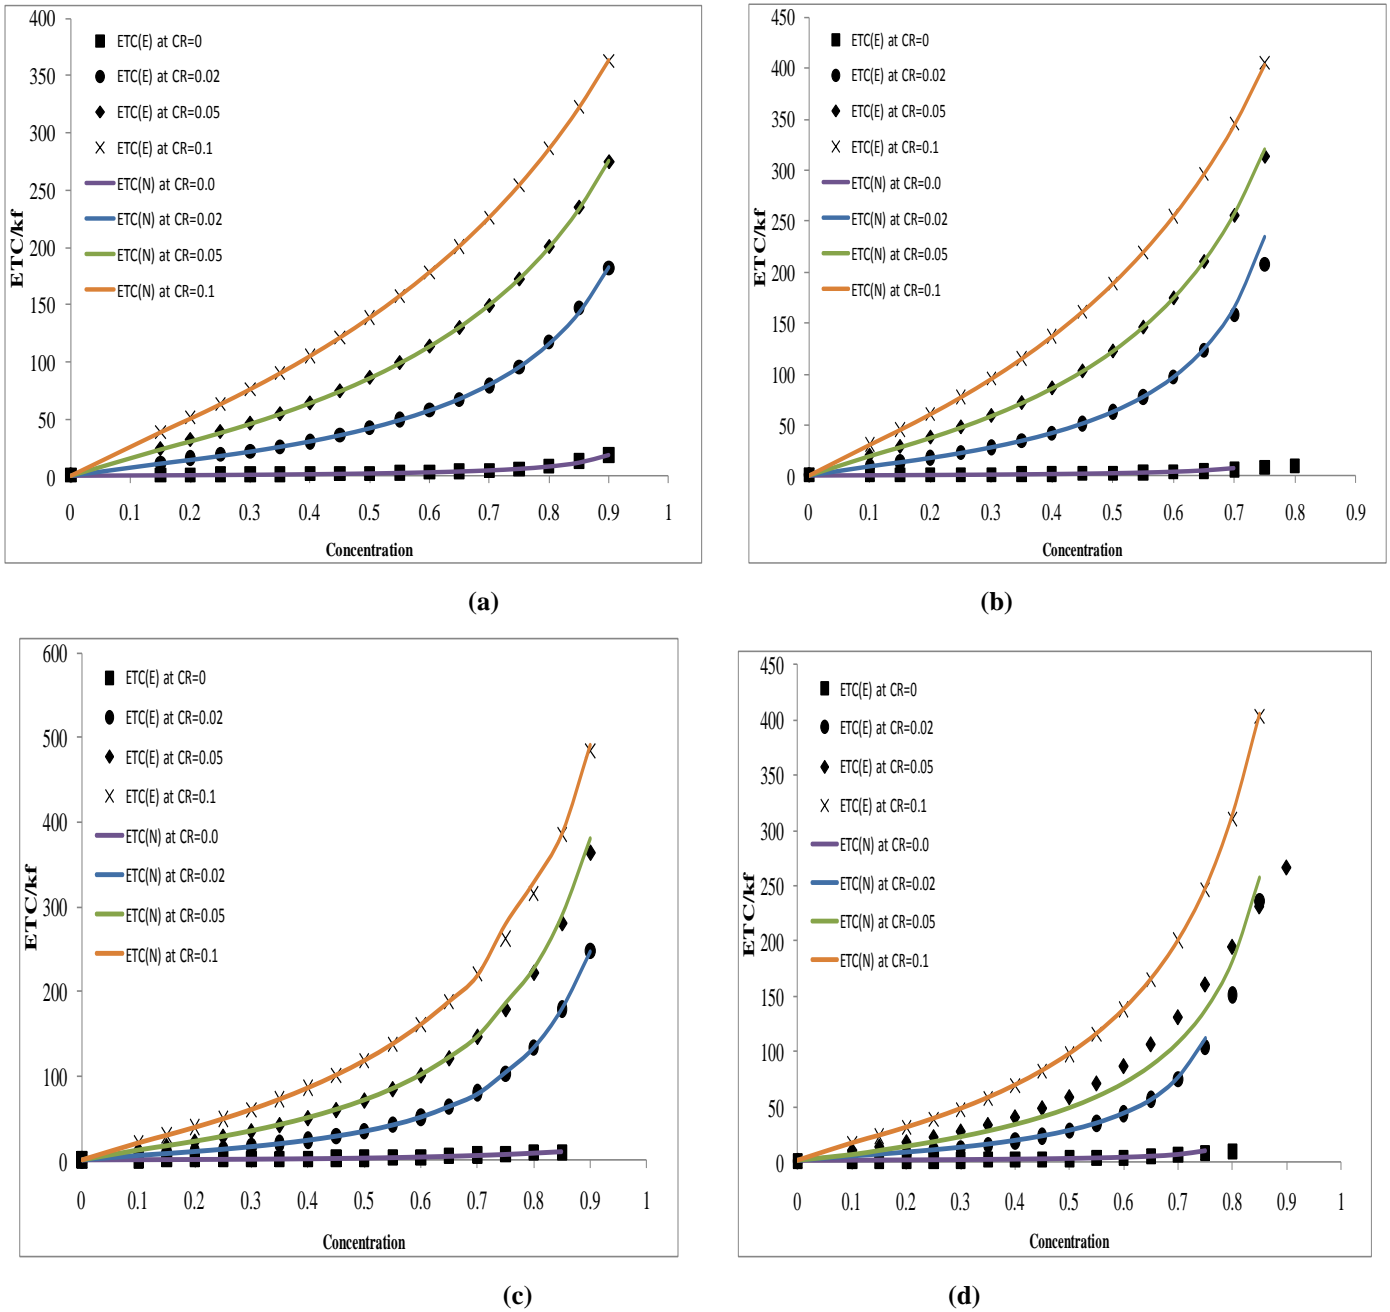 400
350
300
250
200
150
100
50
0
ETC/kf
ETC(E) at CR=0
ETC(E) at CR=0.02
ETC(E) at CR=0.05
ETC(E) at CR=0.1
ETC(N) at CR=0.0
ETC(N) at CR=0.02
ETC(N) at CR=0.05
ETC(N) at CR=0.1
0 0.1 0.2 0.3 0.4 0.5 0.6 0.7 0.8 0.9 1
Concentration
(a)
450
400
350
300
250
200
150
100
50
0
ETC/kf
ETC(E) at CR=0
ETC(E) at CR=0.02
ETC(E) at CR=0.05
ETC(E) at CR=0.1
ETC(N) at CR=0.0
ETC(N) at CR=0.02
ETC(N) at CR=0.05
ETC(N) at CR=0.1
0 0.1 0.2 0.3 0.4 0.5 0.6 0.7 0.8 0.9
Concentration
(b)
600
500
400
300
200
100
0
ETC/kf
ETC(E) at CR=0
ETC(E) at CR=0.02
ETC(E) at CR=0.05
ETC(E) at CR=0.1
ETC(N) at CR=0.0
ETC(N) at CR=0.02
ETC(N) at CR=0.05
ETC(N) at CR=0.1
0 0.1 0.2 0.3 0.4 0.5 0.6 0.7 0.8 0.9 1
Concentration
(c)
450
400
350
300
250
200
150
100
50
0
ETC/kf
ETC(E) at CR=0
ETC(E) at CR=0.02
ETC(E) at CR=0.05
ETC(E) at CR=0.1
ETC(N) at CR=0.0
ETC(N) at CR=0.02
ETC(N) at CR=0.05
ETC(N) at CR=0.1
0 0.1 0.2 0.3 0.4 0.5 0.6 0.7 0.8 0.9 1
Concentration
(d)